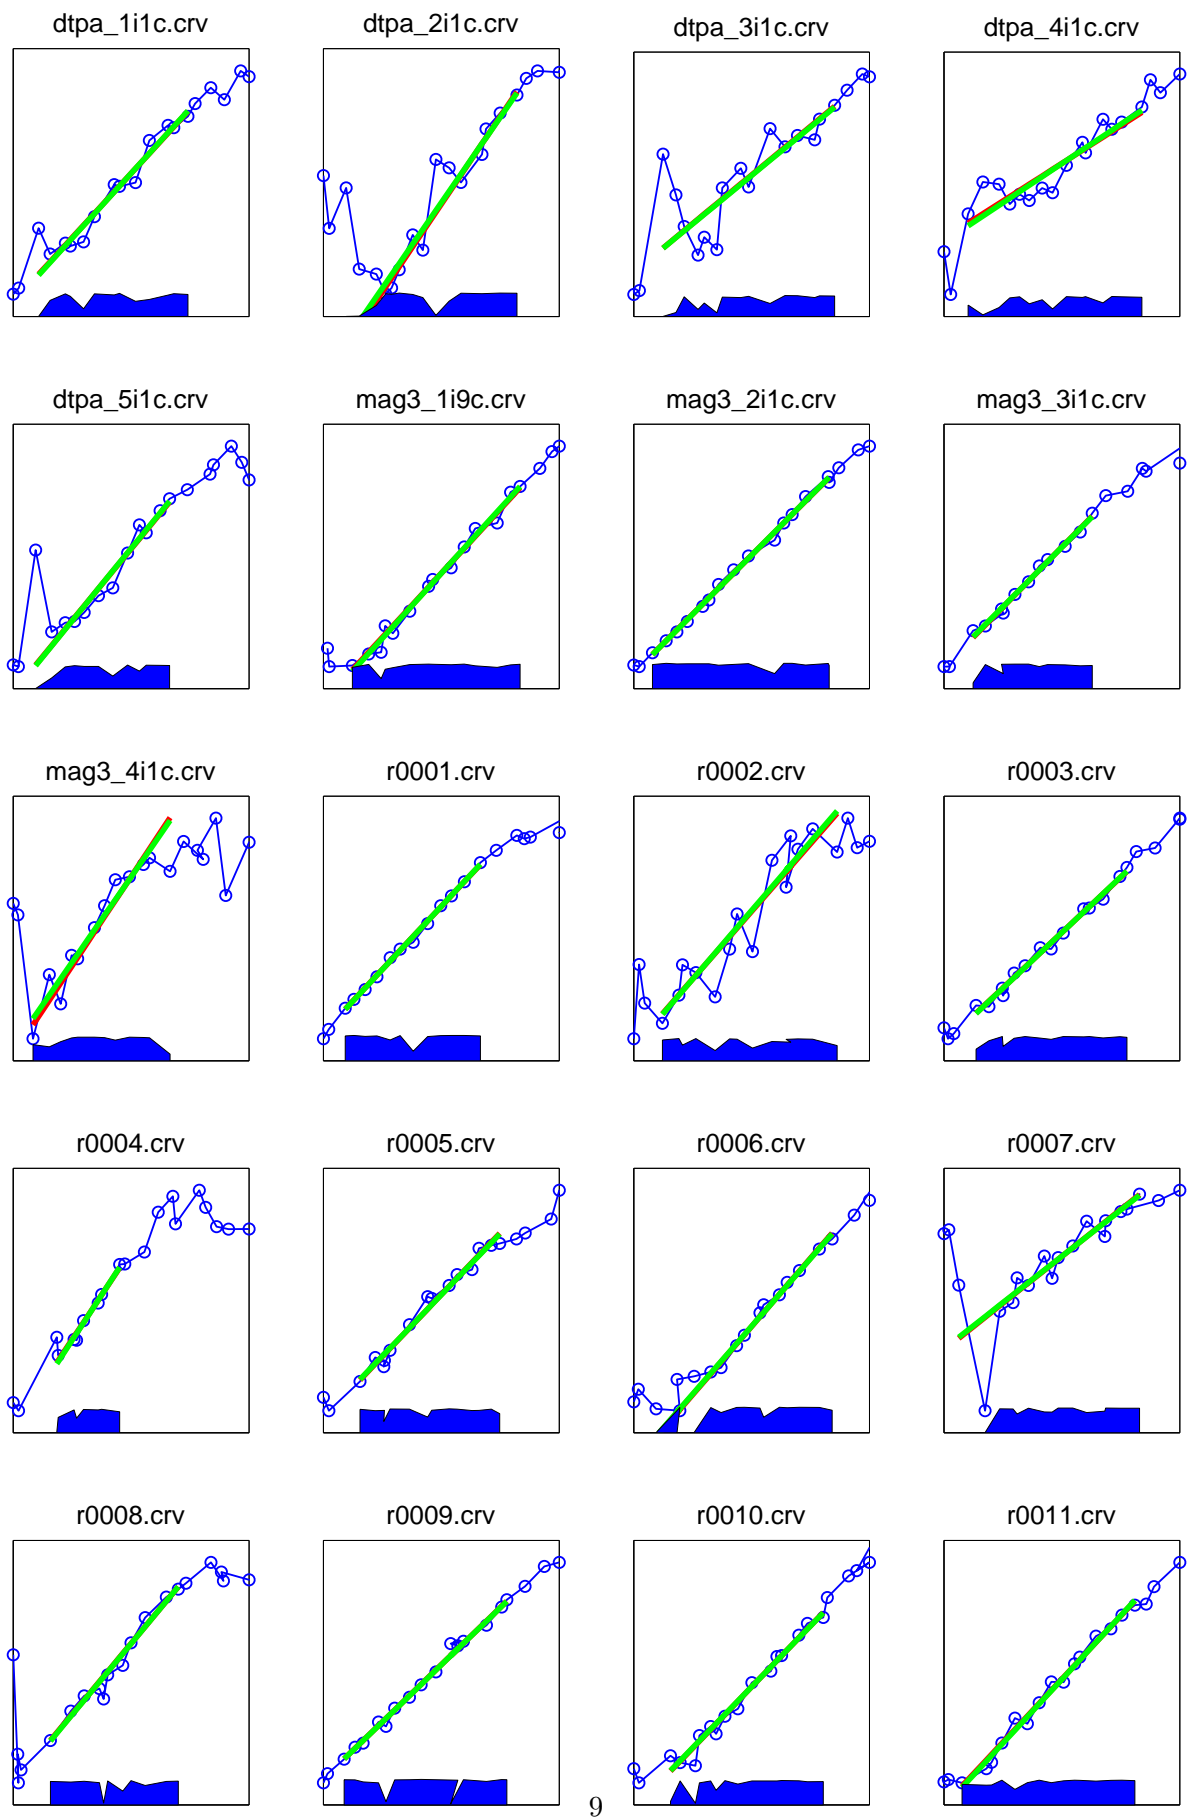 dtpa_1i1c.crv
dtpa_2i1c.crv
dtpa_3i1c.crv
dtpa_4i1c.crv
dtpa_5i1c.crv
mag3_1i9c.crv
mag3_2i1c.crv
mag3_3i1c.crv
mag3_4i1c.crv
r0001.crv
r0002.crv
r0003.crv
r0004.crv
r0005.crv
r0006.crv
r0007.crv
r0008.crv
r0009.crv
r0010.crv
r0011.crv
9